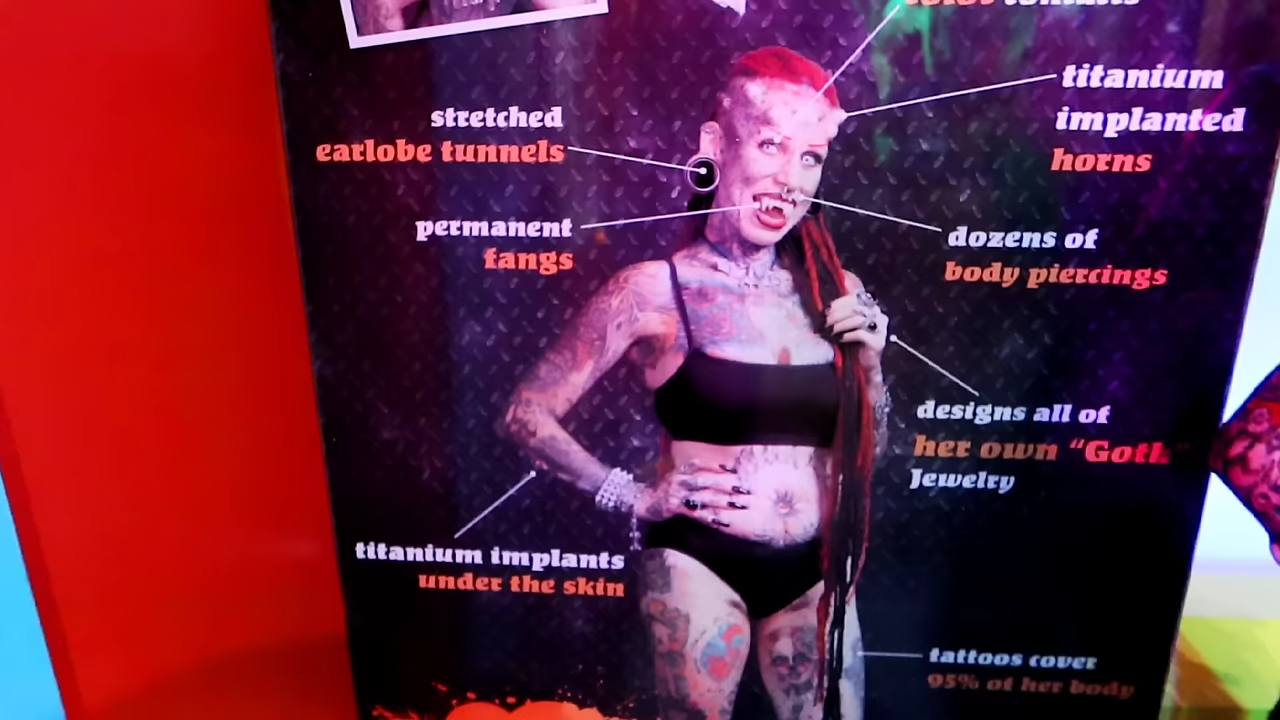 titanium
implanted
horns
stretched
earlobe tunnels
permanent
fangs
dozens of
body piercings
designs all of
her own "Goth"
Jewelry
titanium implants
under the skin
tattoos cover
95% of her body